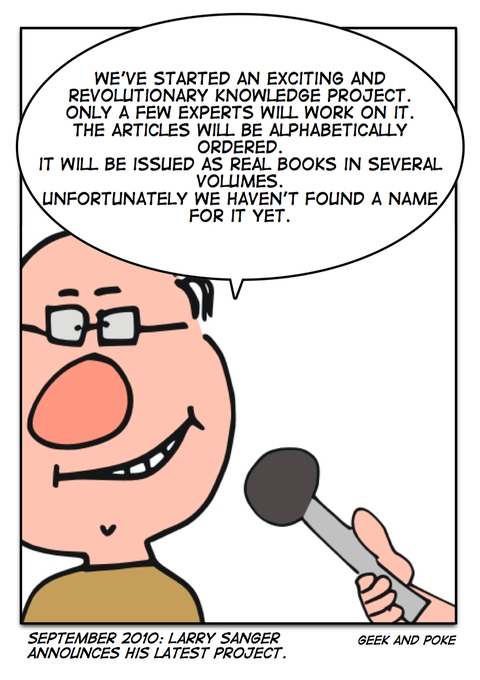 WE'VE STARTED AN EXCITING AND
REVOLUTIONARY KNOWLEDGE PROJECT.
ONLY A FEW EXPERTS WILL WORK ON IT.
THE ARTICLES WILL BE ALPHABETICALLY
ORDERED.
IT WILL BE ISSUED AS REAL BOOKS IN SEVERAL
VOLUMES.
UNFORTUNATELY WE HAVEN'T FOUND A NAME
FOR IT YET.
SEPTEMBER 2010: LARRY SANGER
ANNOUNCES HIS LATEST PROJECT.
GEEK AND POKE